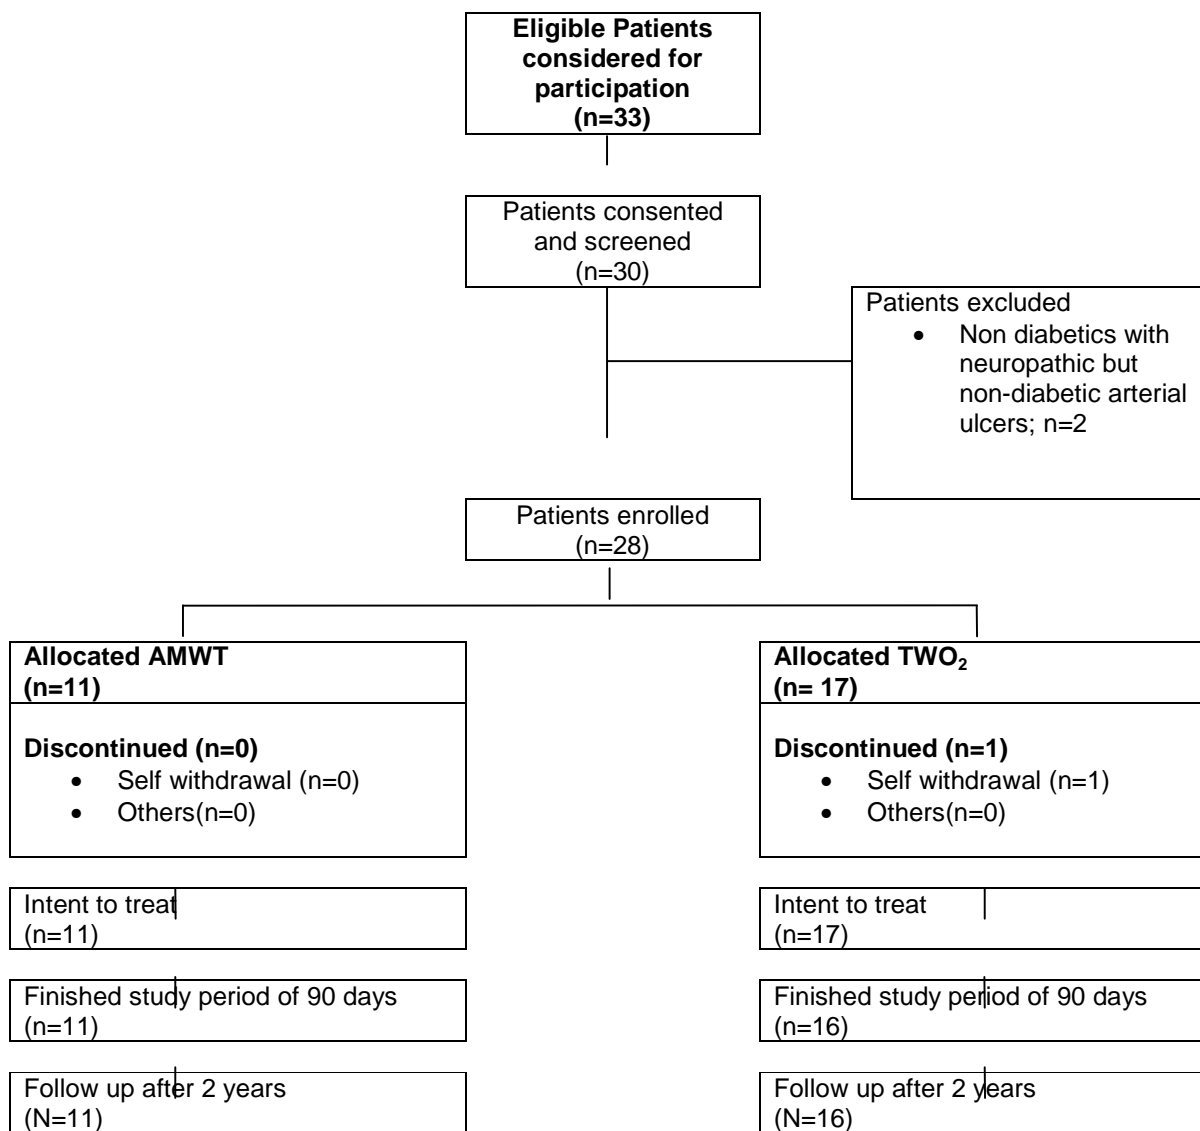 Eligible Patients
considered for
participation
(n=33)
Patients consented
and screened
(n=30)
Patients excluded
• Non diabetics with
neuropathic but
non-diabetic arterial
ulcers; n=2
Patients enrolled
(n=28)
Allocated AMWT
(n=11)
Discontinued (n=0)
• Self withdrawal (n=0)
• Others(n=0)
Intent to treat
(n=11)
Finished study period of 90 days
(n=11)
Follow up after 2 years
(N=11)
Allocated TWO₂
(n= 17)
Discontinued (n=1)
• Self withdrawal (n=1)
• Others(n=0)
Intent to treat
(n=17)
Finished study period of 90 days
(n=16)
Follow up after 2 years
(N=16)